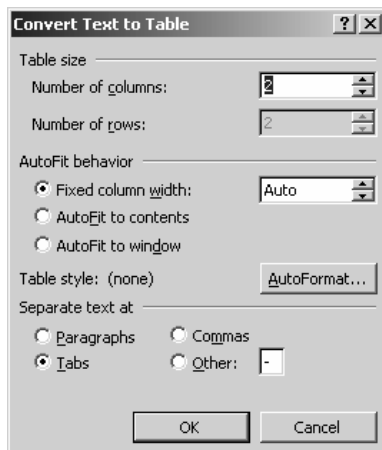 Convert Text to Table ? X
Table size
Number of columns: 2
Number of rows: 2
AutoFit behavior
Fixed column width: Auto
AutoFit to contents
AutoFit to window
Table style: (none) AutoFormat...
Separate text at
Paragraphs Commas
Tabs Other: -
OK Cancel